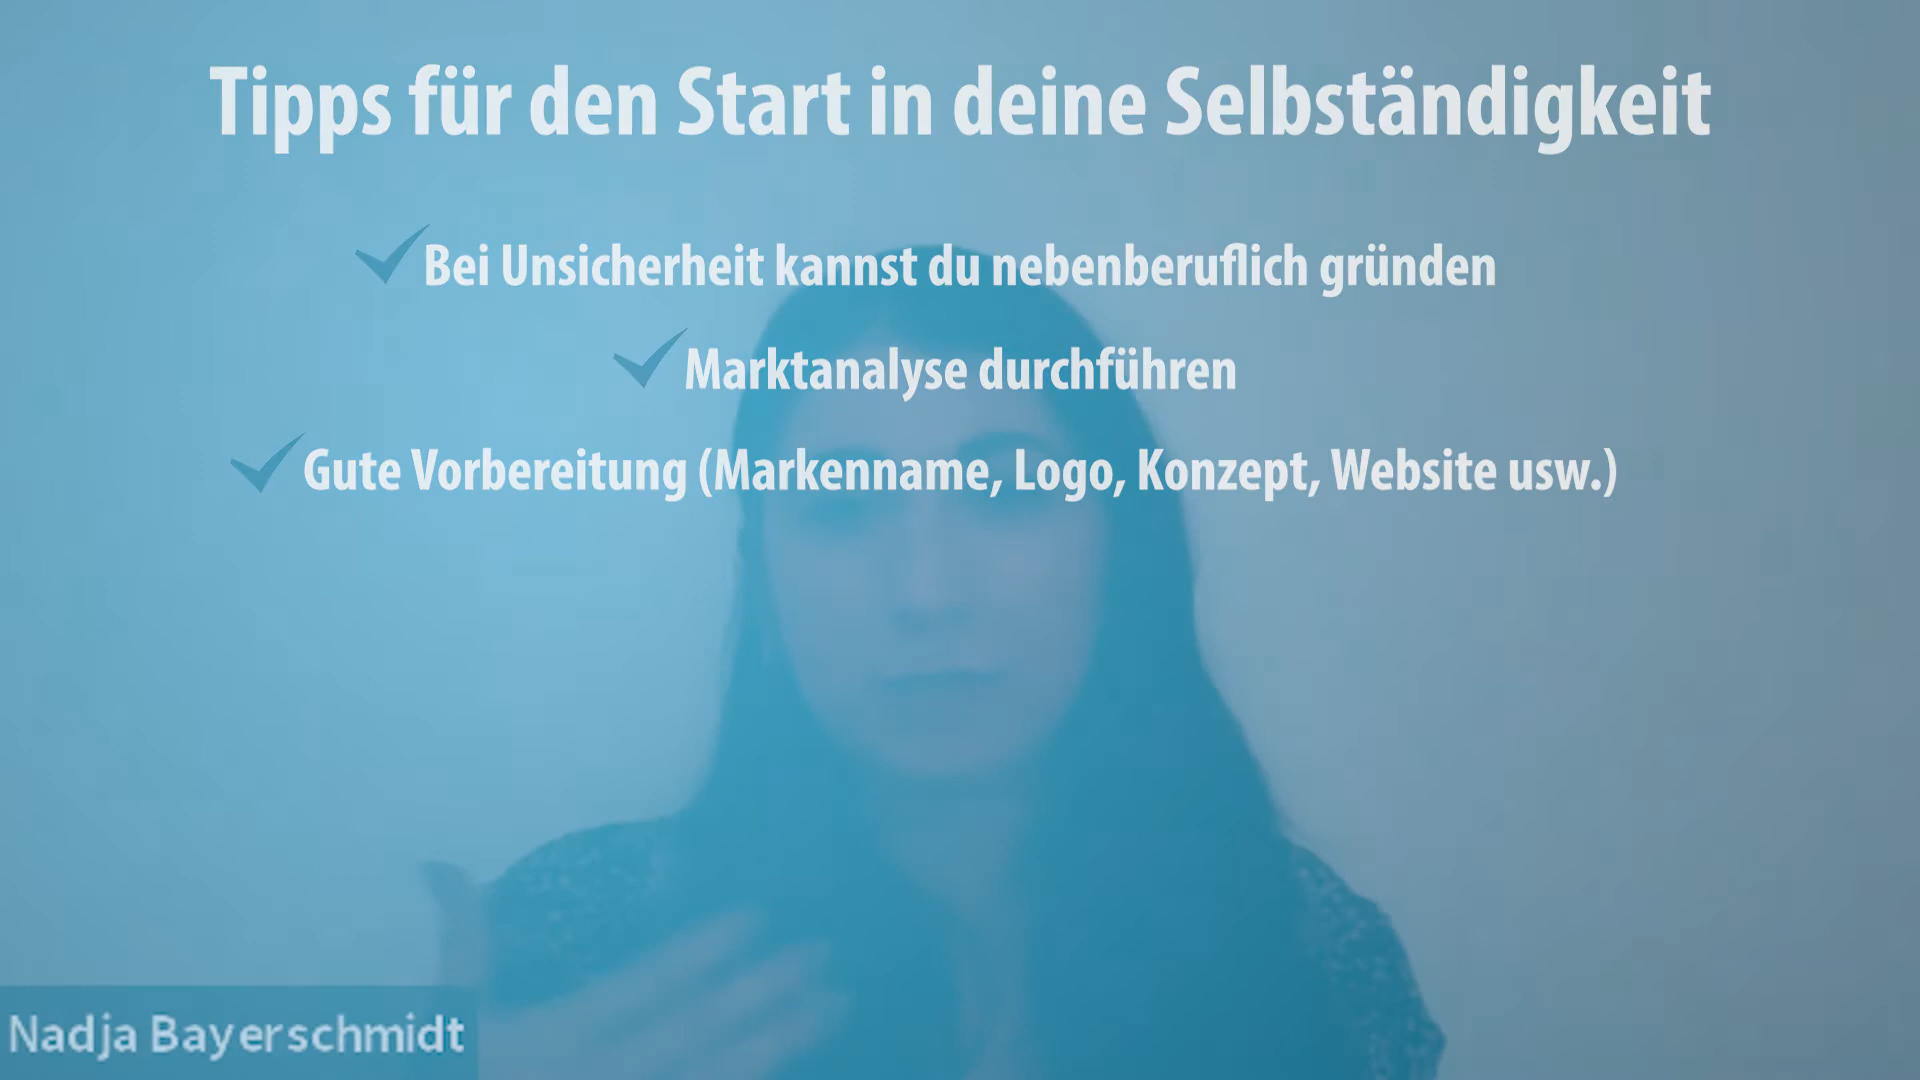 Tipps für den Start in deine Selbständigkeit
Bei Unsicherheit kannst du nebenberuflich gründen
Marktanalyse durchführen
Gute Vorbereitung (Markenname, Logo, Konzept, Website usw.)
Nadja Bayerschmidt